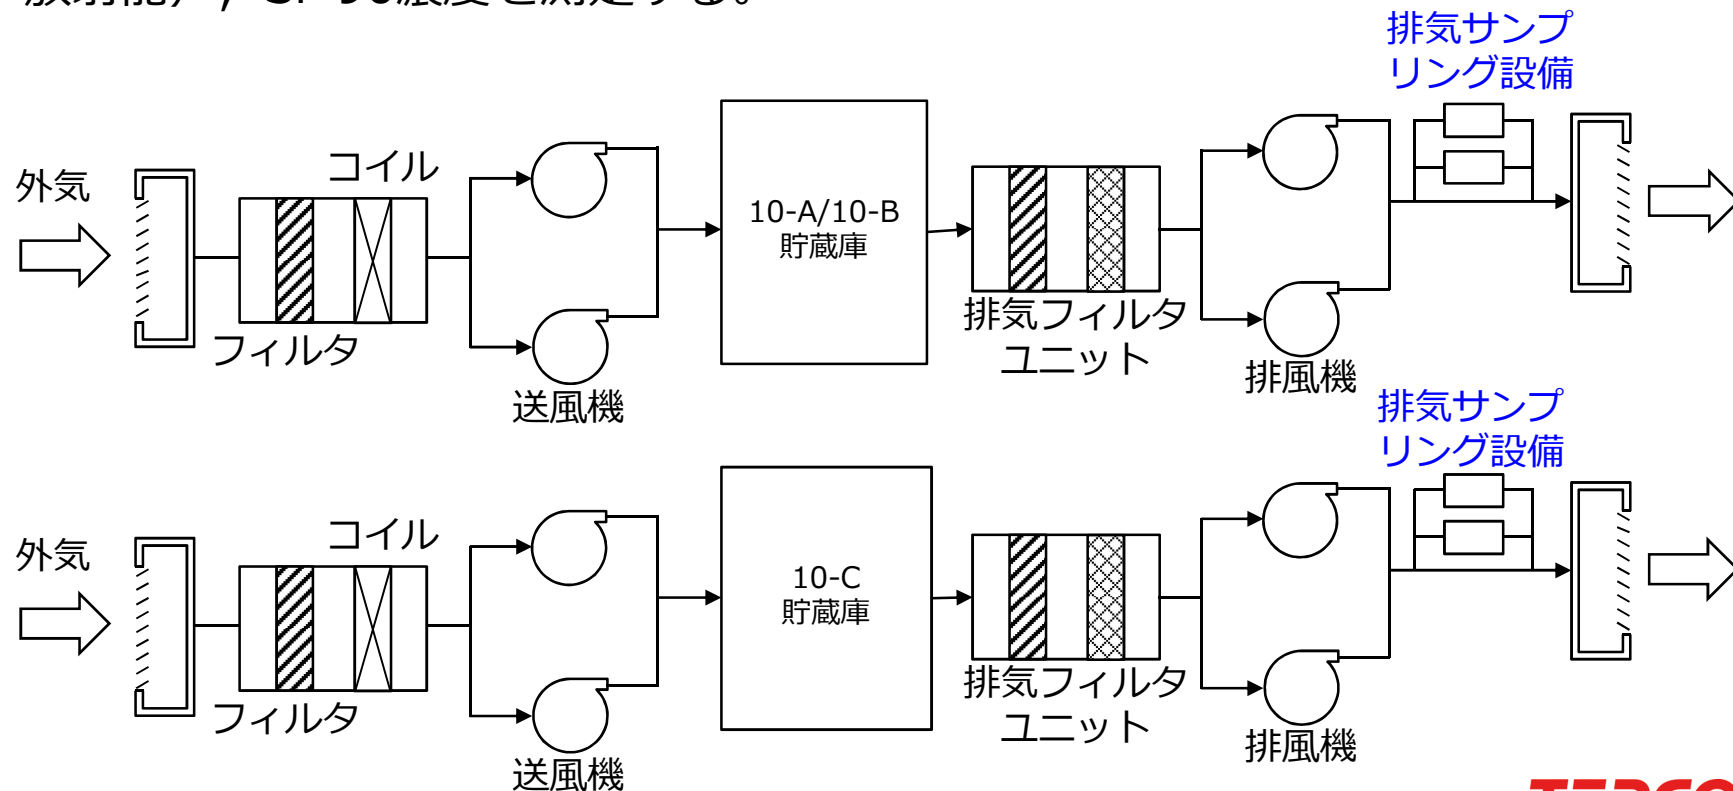 排気サンプ
リング設備
外気
コイル
フィルタ
送風機
10-A/10-B
貯蔵庫
排気フィルタ
ユニット
排風機
排気サンプ
リング設備
外気
コイル
フィルタ
送風機
10-C
貯蔵庫
排気フィルタ
ユニット
排風機